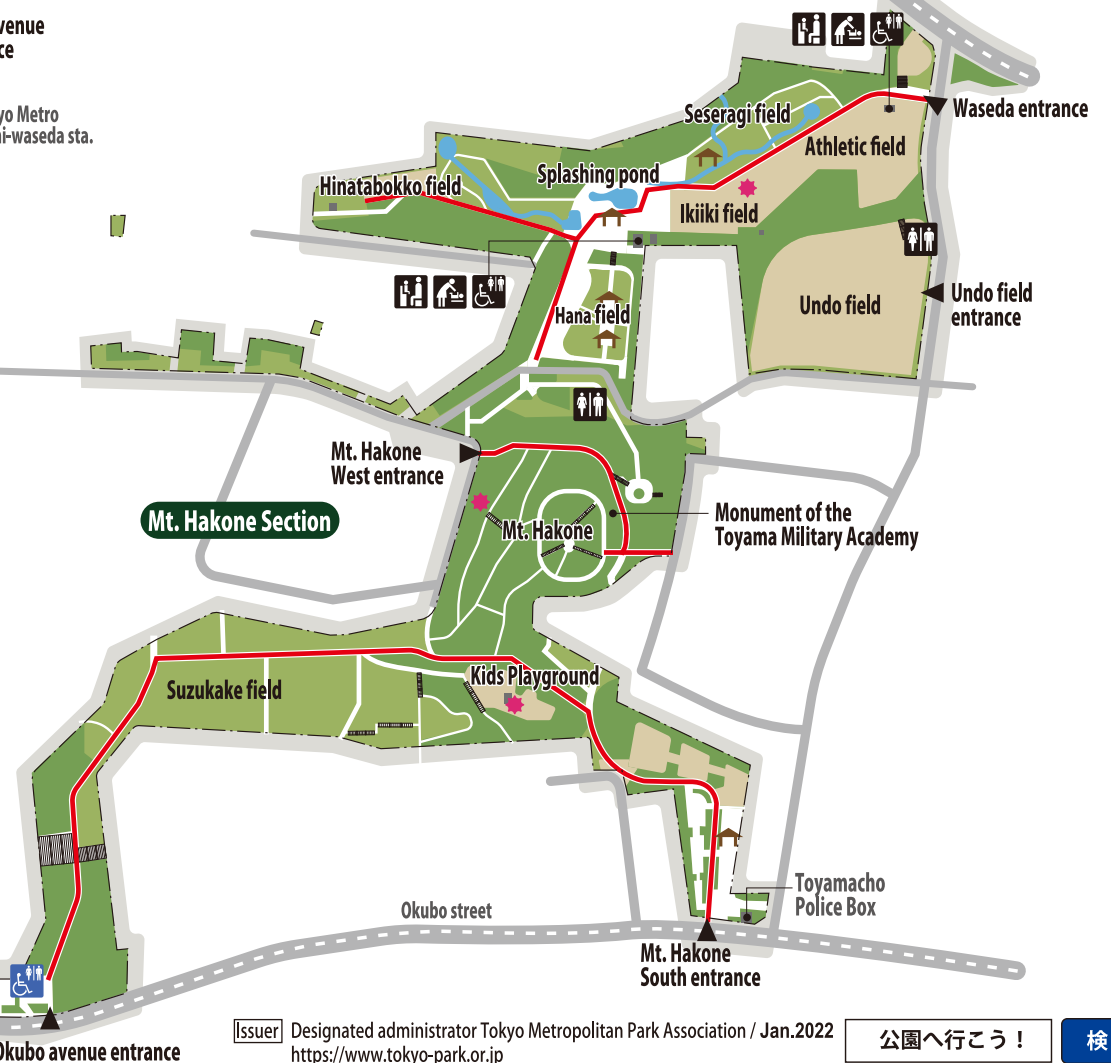 venue
ce
yo Metro
ni-waseda sta.
Waseda entrance
Seseragi field
Athletic field
Splashing pond
Hinatabokko field
Ikiiki field
Undo field
Undo field
entrance
Hana field
Mt. Hakone
West entrance
Mt. Hakone Section
Mt. Hakone
Monument of the
Toyama Military Academy
Kids Playground
Suzukake field
Toyamacho
Police Box
Okubo street
Mt. Hakone
South entrance
Okubo avenue entrance
Issuer Designated administrator Tokyo Metropolitan Park Association / Jan.2022
https://www.tokyo-park.or.jp
公園へ行こう！
検